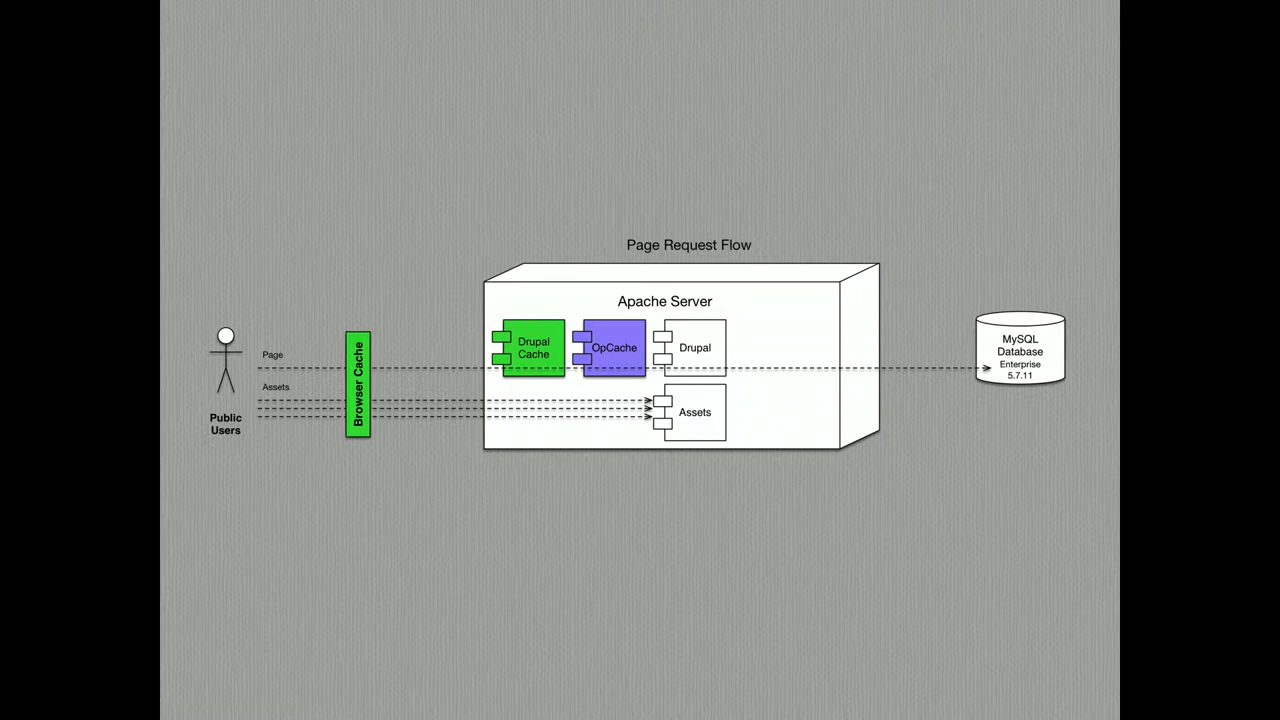 Page Request Flow
Apache Server
Drupal
Cache
OpCache
Drupal
Assets
Page
Assets
Browser Cache
Public
Users
MySQL
Database
Enterprise
5.7.11